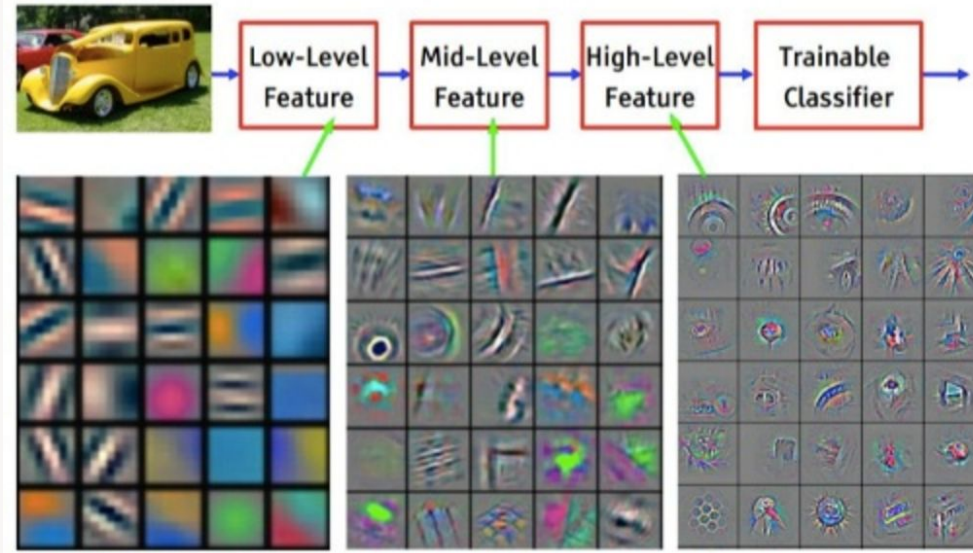 Low-Level
Feature
Mid-Level
Feature
High-Level
Feature
Trainable
Classifier